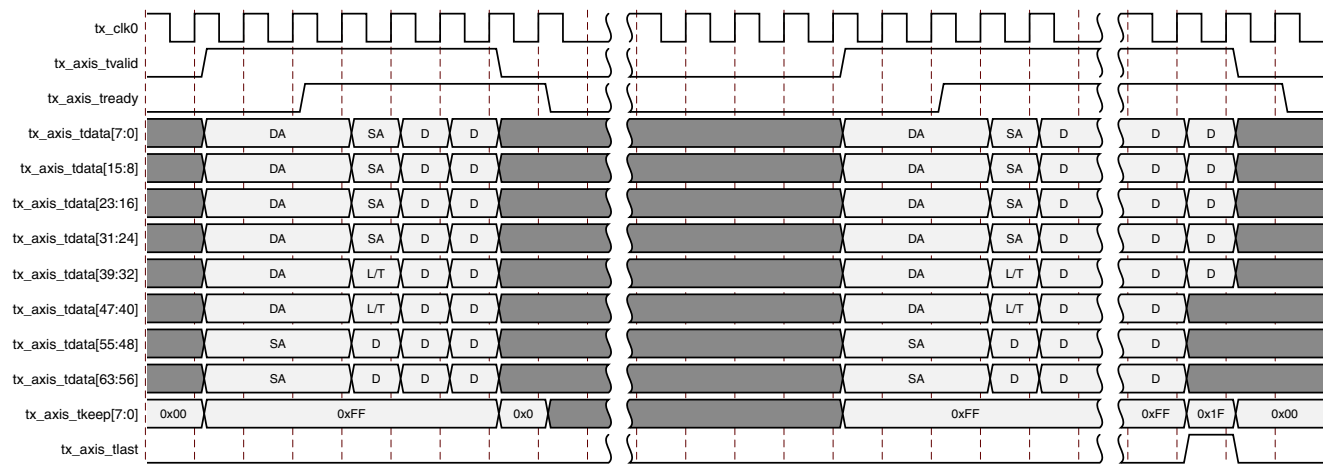 tx_clk0
tx_axis_tvalid
tx_axis_tready
tx_axis_tdata[7:0] DA SA D D DA SA D D D
tx_axis_tdata[15:8] DA SA D D DA SA D D D
tx_axis_tdata[23:16] DA SA D D DA SA D D D
tx_axis_tdata[31:24] DA SA D D DA SA D D D
tx_axis_tdata[39:32] DA L/T D D DA L/T D D D
tx_axis_tdata[47:40] DA L/T D D DA L/T D D
tx_axis_tdata[55:48] SA D D D SA D D D
tx_axis_tdata[63:56] SA D D D SA D D D
tx_axis_tkeep[7:0] 0x00 0xFF 0x0 0xFF 0xFF 0x1F 0x00
tx_axis_tlast